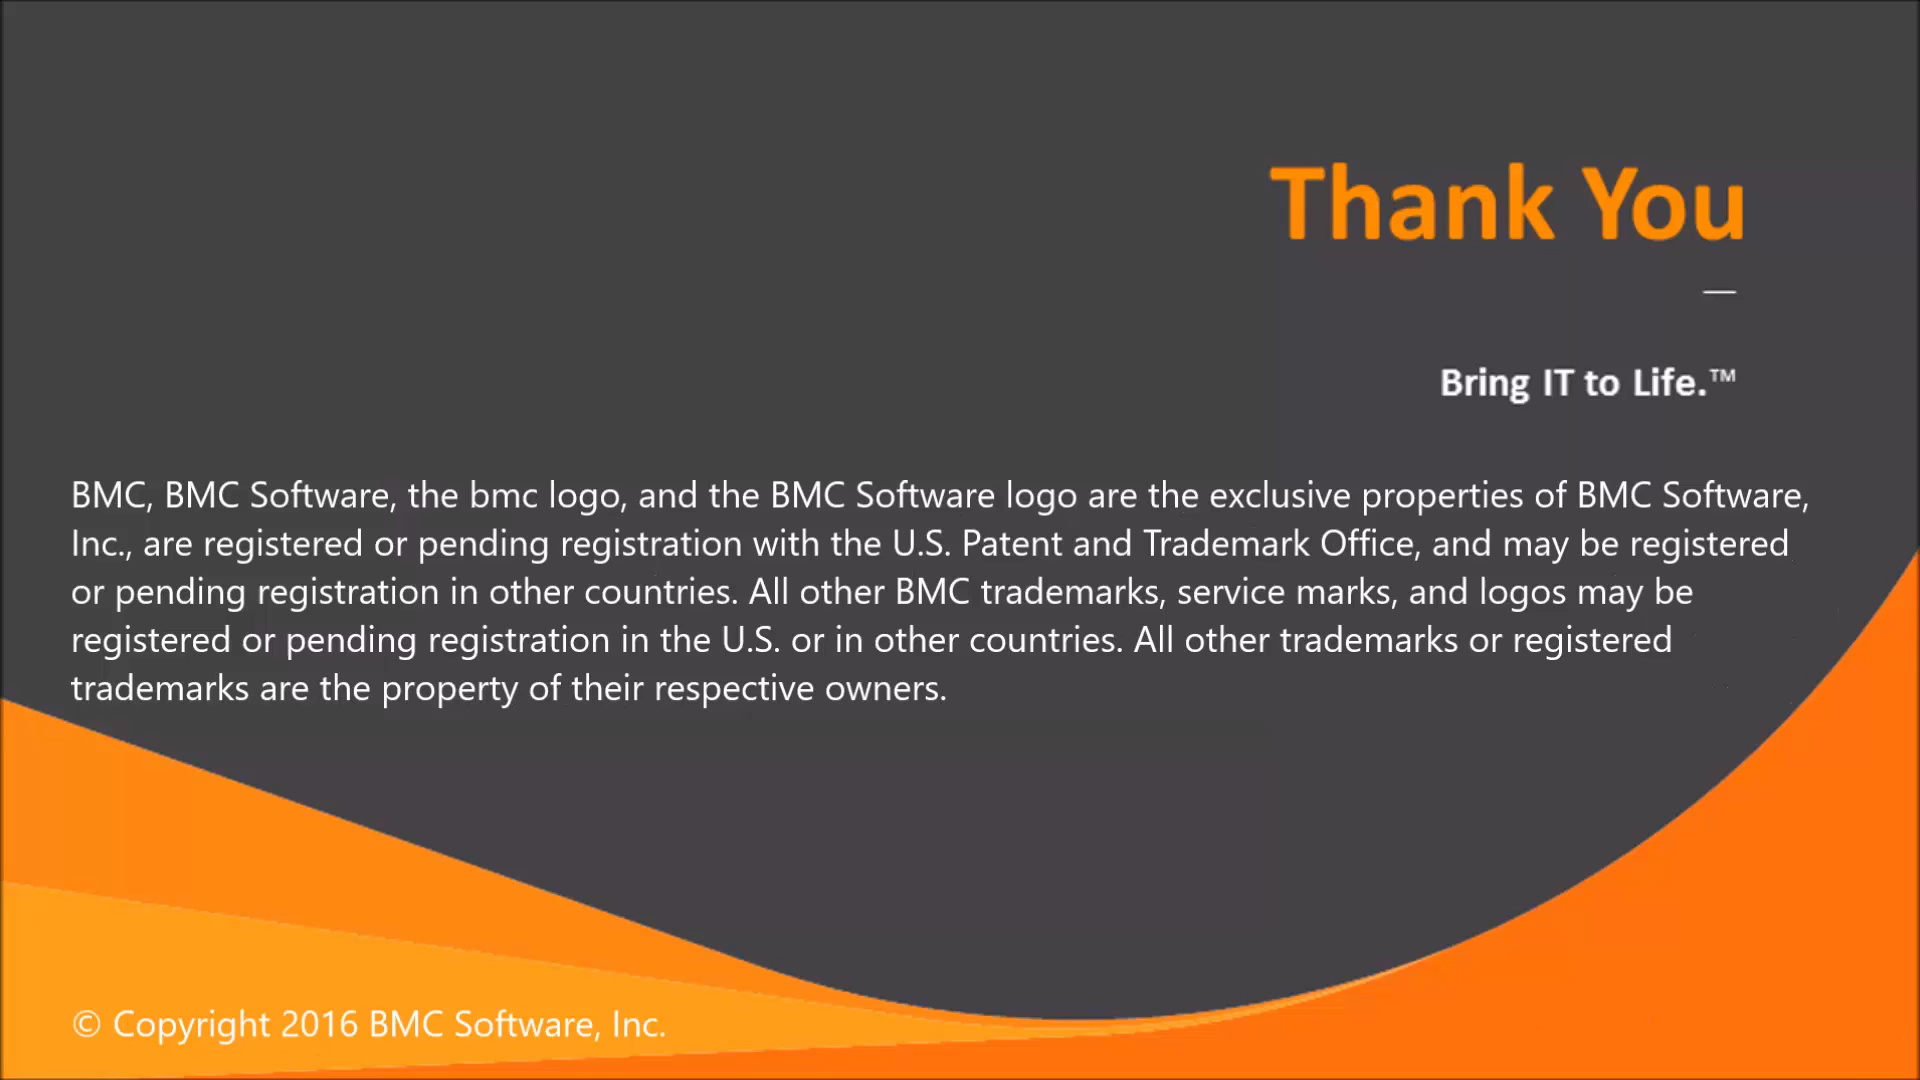 Thank You
—
Bring IT to Life.™
BMC, BMC Software, the bmc logo, and the BMC Software logo are the exclusive properties of BMC Software,
Inc., are registered or pending registration with the U.S. Patent and Trademark Office, and may be registered
or pending registration in other countries. All other BMC trademarks, service marks, and logos may be
registered or pending registration in the U.S. or in other countries. All other trademarks or registered
trademarks are the property of their respective owners.
© Copyright 2016 BMC Software, Inc.